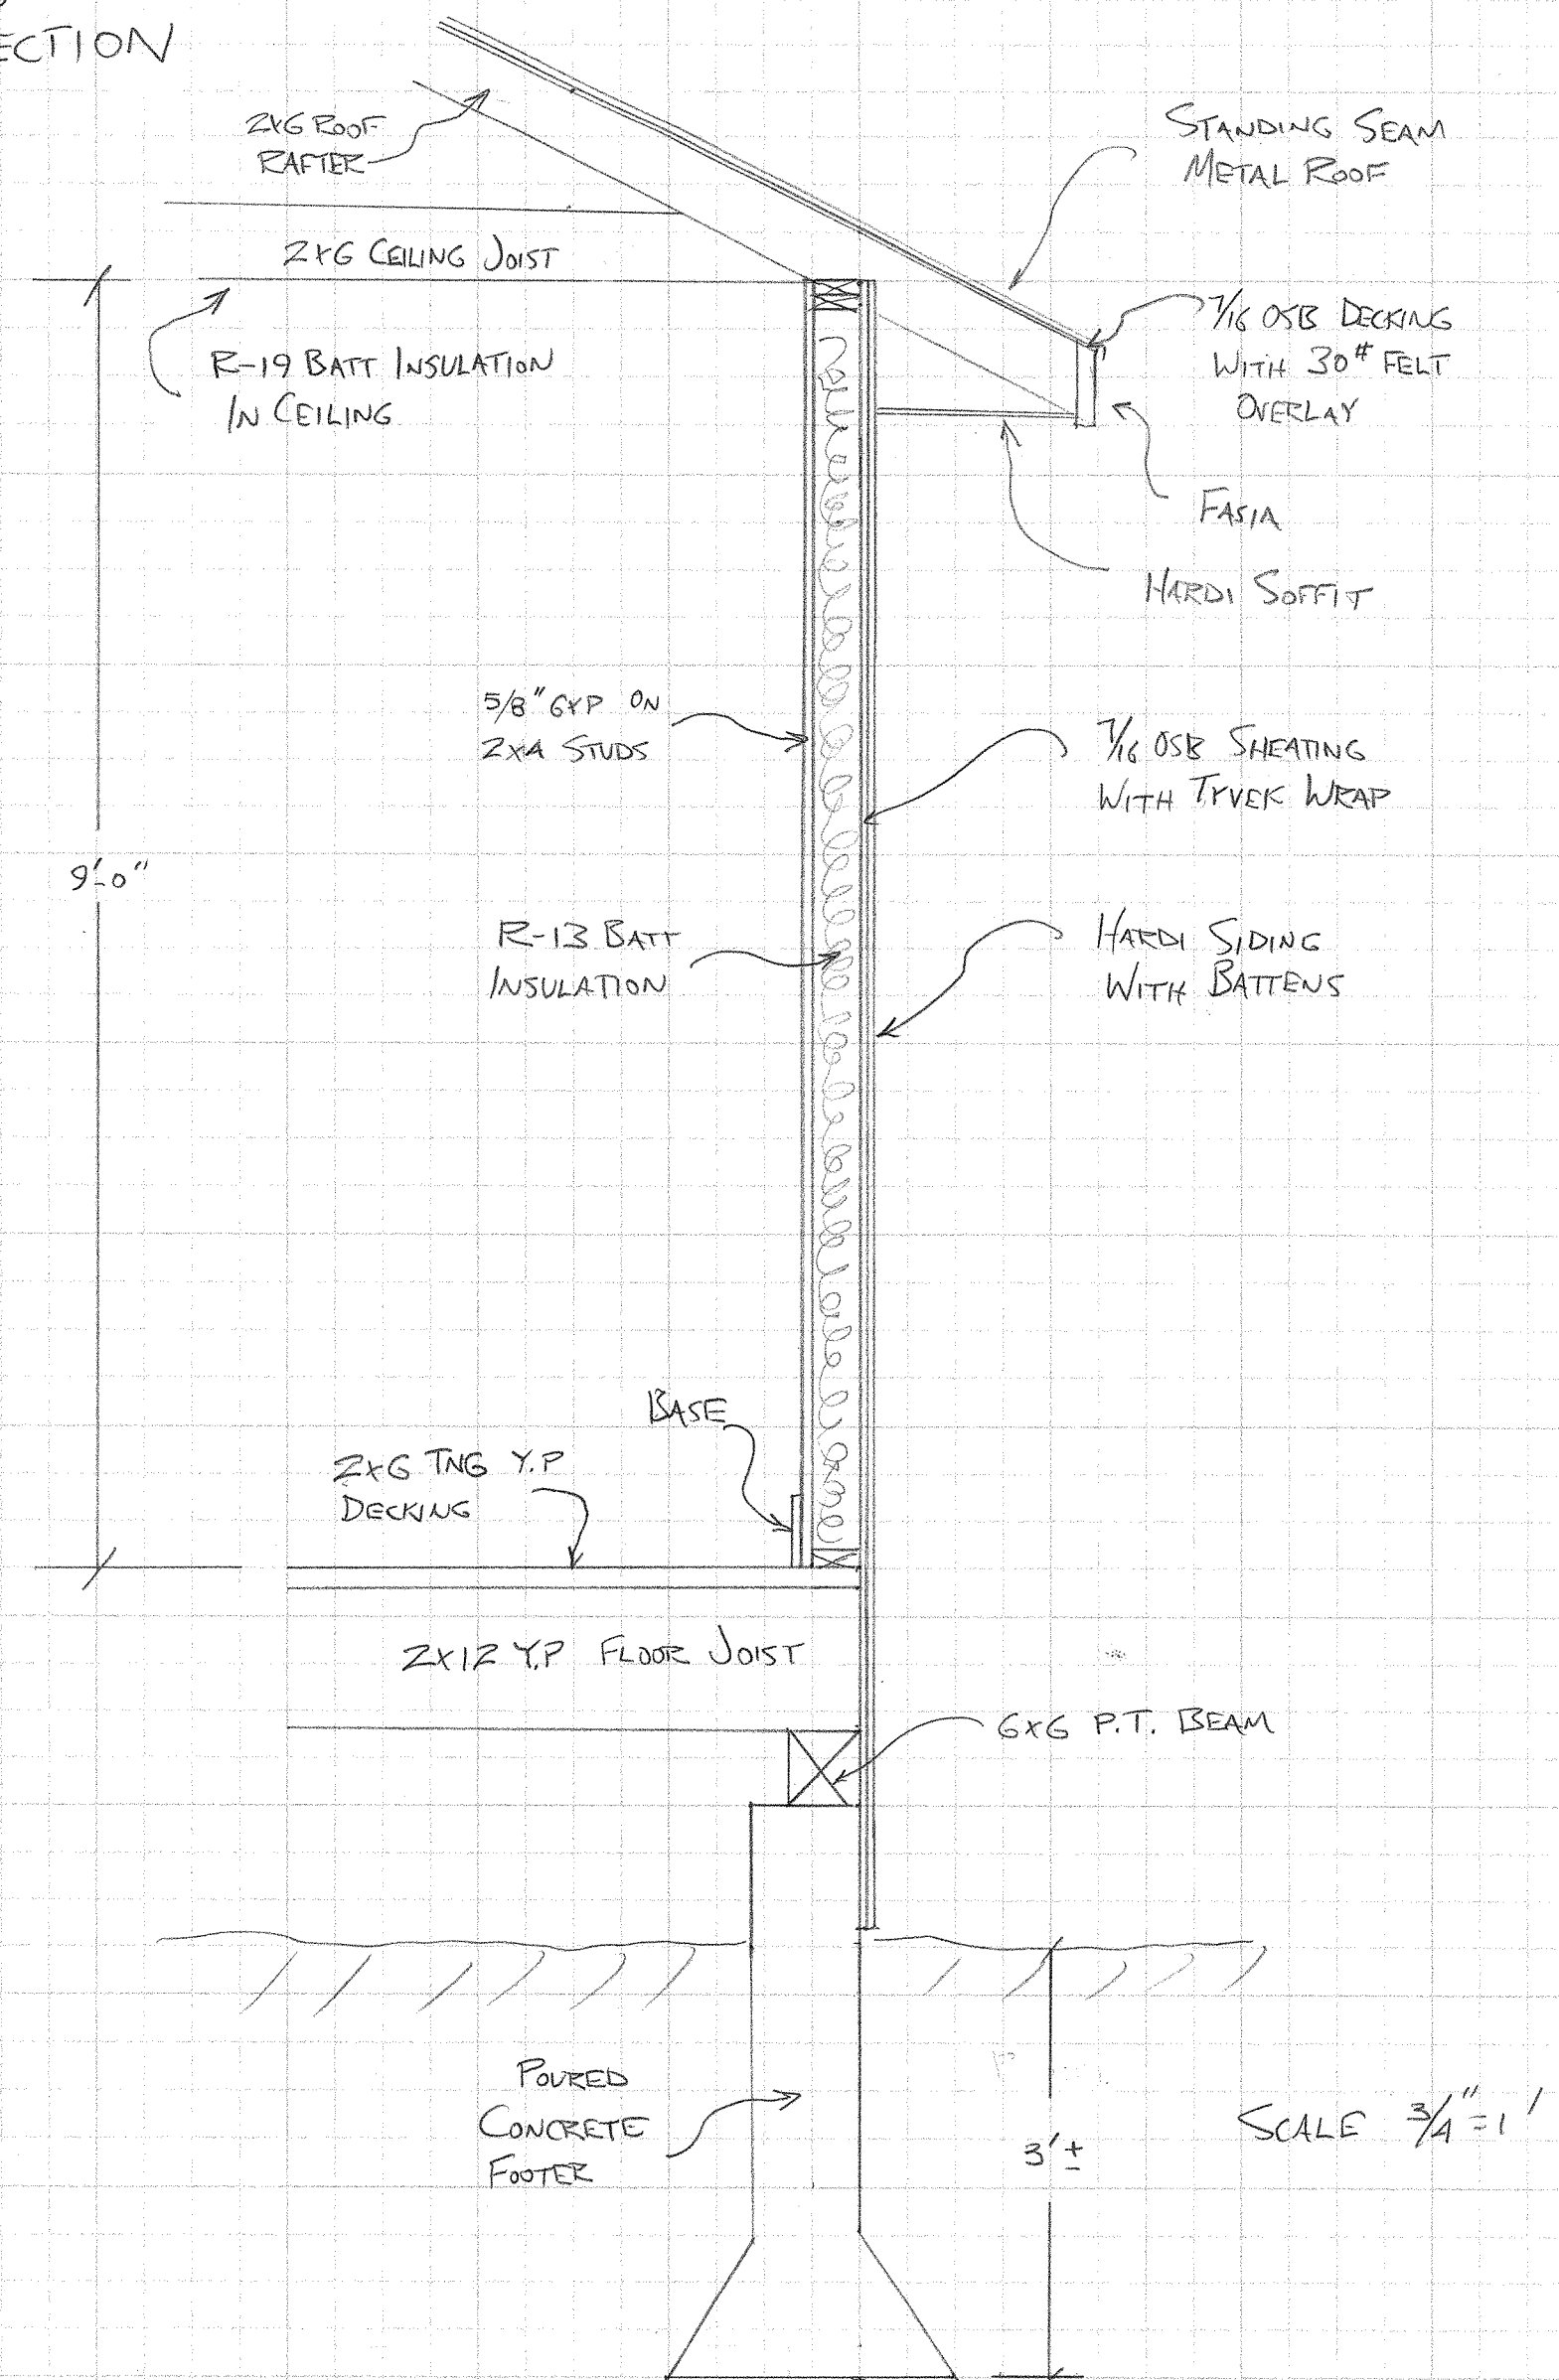 ECTION
2x6 ROOF
RAFTER
STANDING SEAM
METAL ROOF
2x6 CEILING JOIST
7/16 OSB DECKING
WITH 30# FELT
OVERLAY
R-19 BATT INSULATION
IN CEILING
FASIA
HARDI SOFFIT
5/8" GYP ON
2x4 STUDS
7/16 OSB SHEATING
WITH TYVEK WRAP
9'-0"
R-13 BATT
INSULATION
HARDI SIDING
WITH BATTENS
BASE
2x6 TNG Y.P
DECKING
2x12 Y.P FLOOR JOIST
6x6 P.T. BEAM
POURED
CONCRETE
FOOTER
3'±
SCALE 3/4"=1'